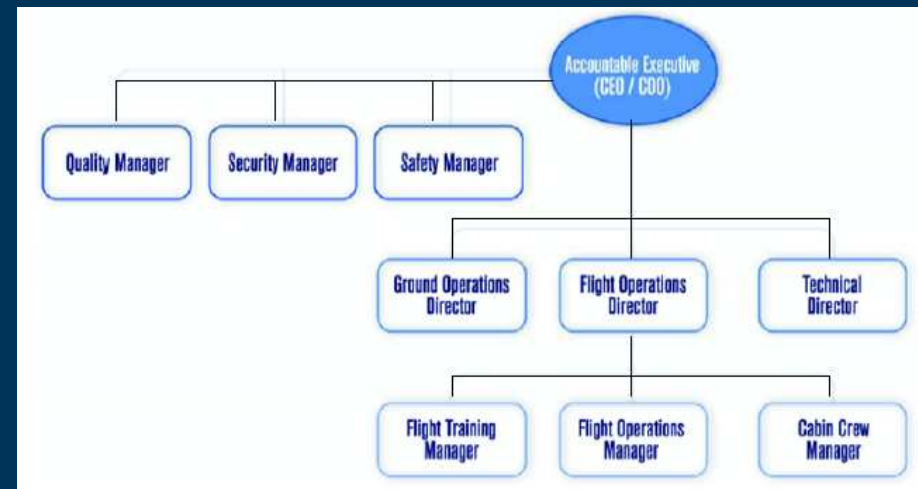 Accountable Executive
(CEO / COO)
Quality Manager
Security Manager
Safety Manager
Ground Operations
Director
Flight Operations
Director
Technical
Director
Flight Training
Manager
Flight Operations
Manager
Cabin Crew
Manager